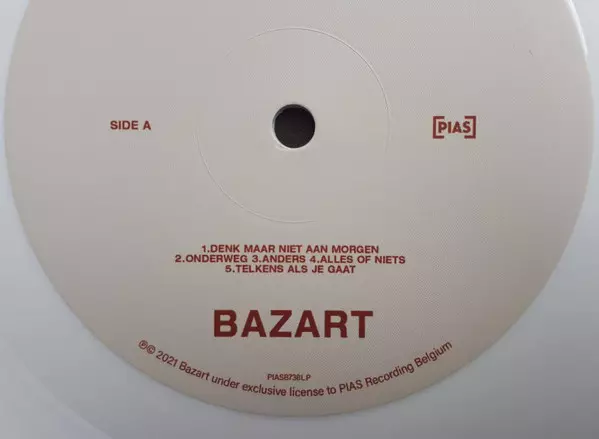 SIDE A
[PIAS]
1.DENK MAAR NIET AAN MORGEN
2.ONDERWEG 3.ANDERS 4.ALLES OF NIETS
5.TELKENS ALS JE GAAT
BAZART
PIASB738LP
℗© 2021 Bazart under exclusive license to PIAS Recording Belgium